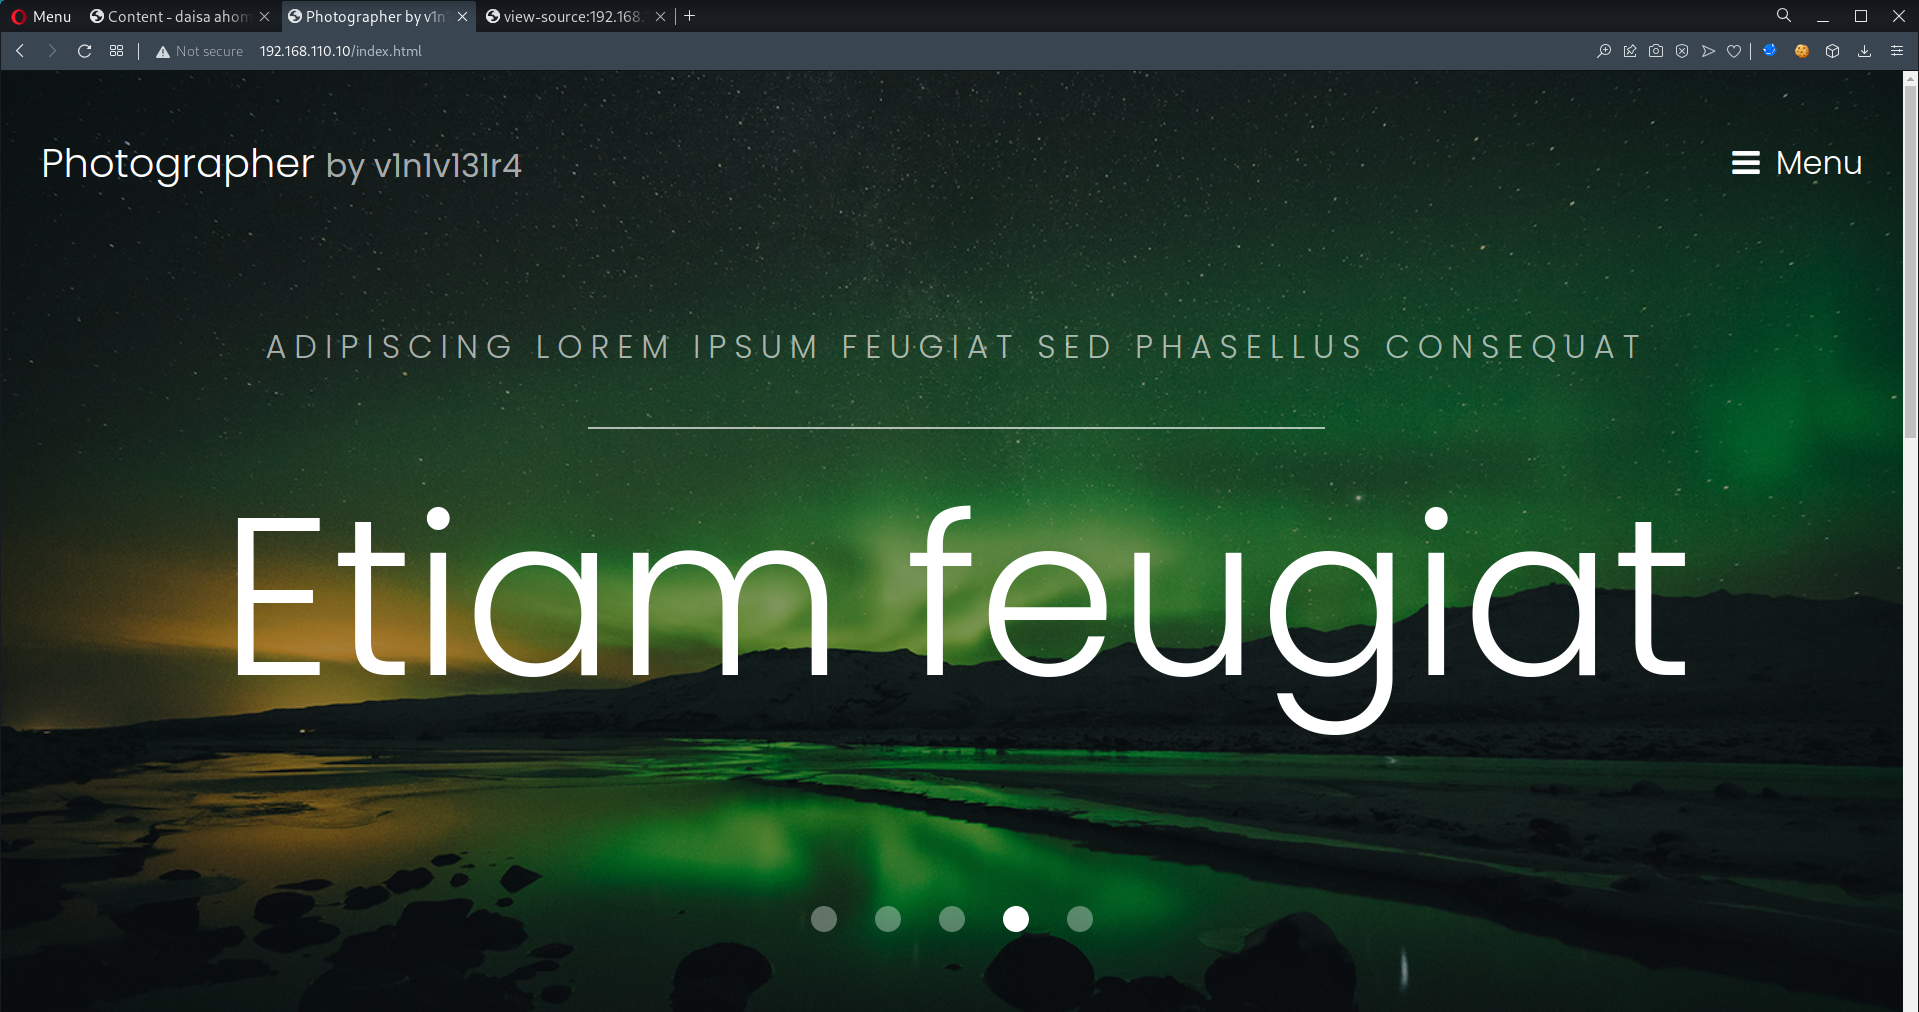 Menu
Content - daisa ahom
Photographer by v1n
view-source:192.168.
Not secure
192.168.110.10/index.html
Photographer by v1n1v131r4
Menu
ADIPISCING LOREM IPSUM FEUGIAT SED PHASELLUS CONSEQUAT
Etiam feugiat